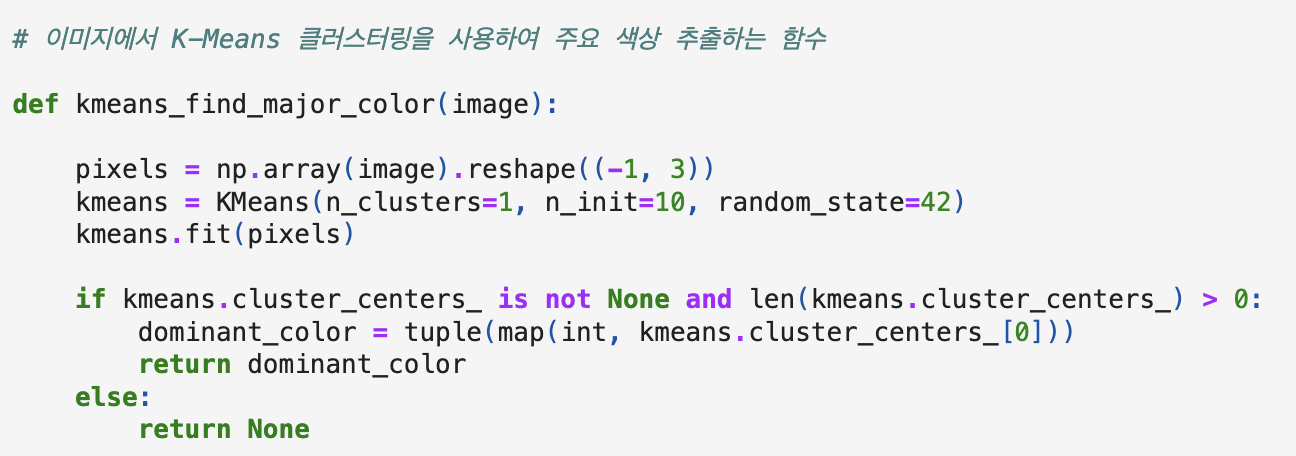 # 이미지에서 K-Means 클러스터링을 사용하여 주요 색상 추출하는 함수
def kmeans_find_major_color(image):
    pixels = np.array(image).reshape((-1, 3))
    kmeans = KMeans(n_clusters=1, n_init=10, random_state=42)
    kmeans.fit(pixels)
    if kmeans.cluster_centers_ is not None and len(kmeans.cluster_centers_) > 0:
        dominant_color = tuple(map(int, kmeans.cluster_centers_[0]))
        return dominant_color
    else:
        return None